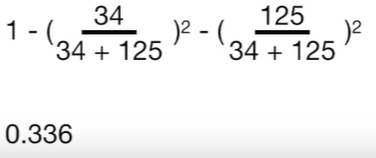 1 - ( 34 / 34 + 125 )² - ( 125 / 34 + 125 )²
0.336